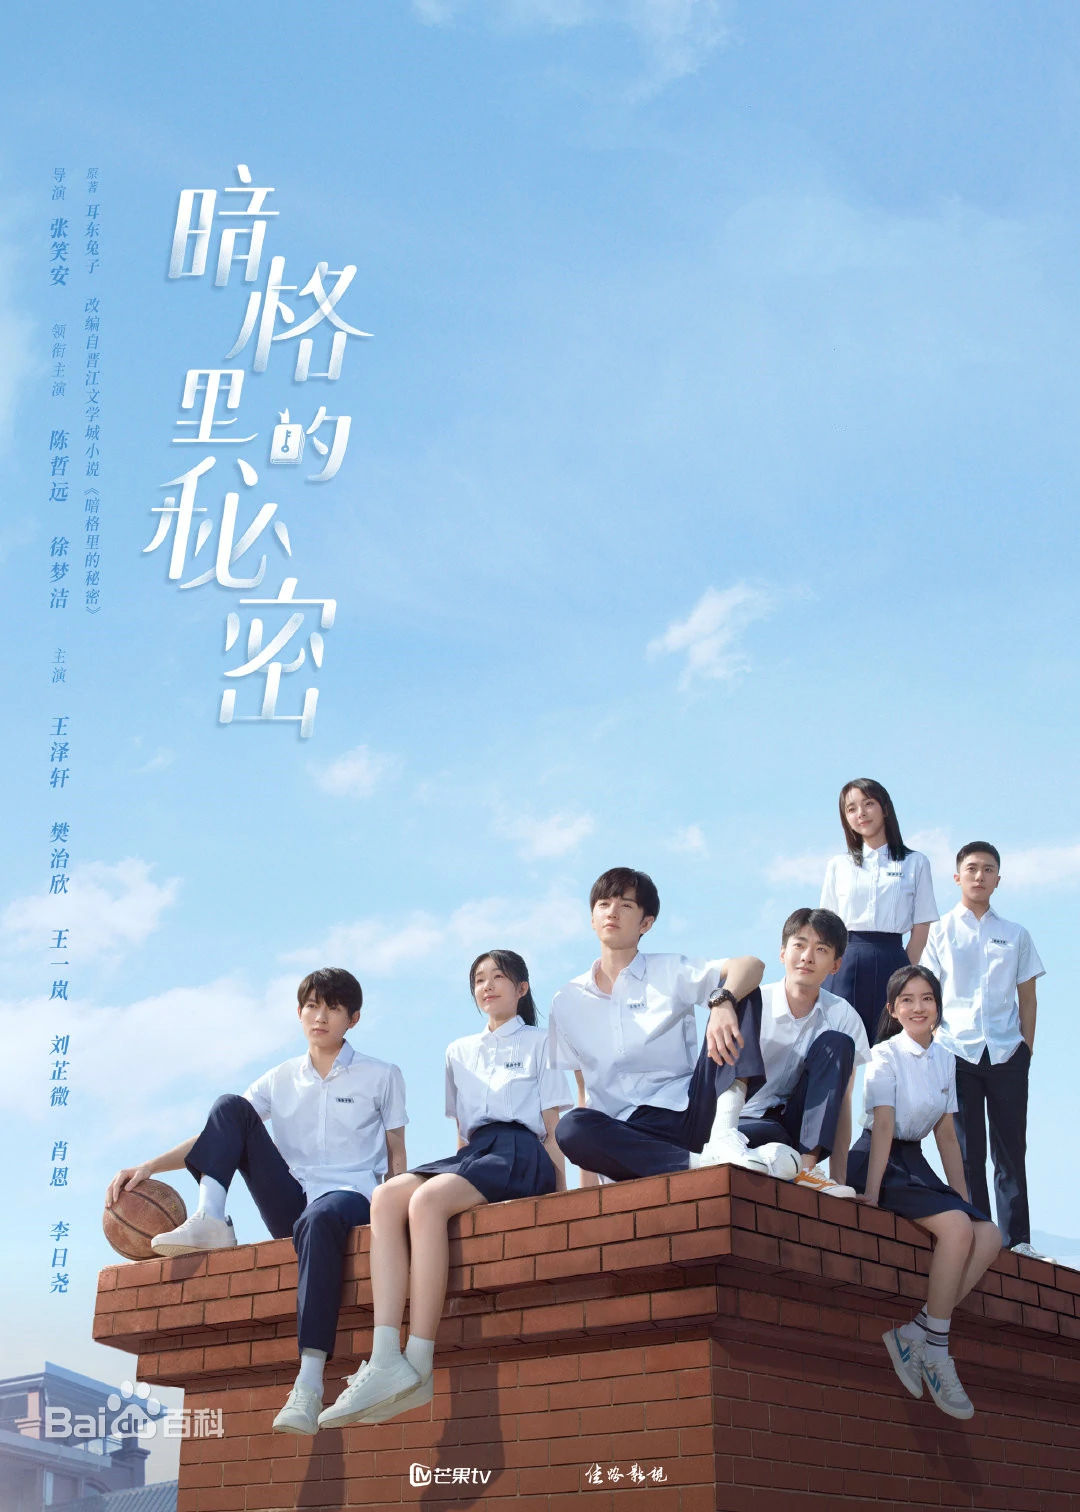 暗格里的秘密
原著 耳东兔子 改编自晋江文学城小说《暗格里的秘密》
导演 张笑安 领衔主演 陈哲远 徐梦洁 主演 王泽轩 樊治欣 王一岚 刘芷微 肖恩 李日尧
Baidu百科
芒果tv
佳路影视